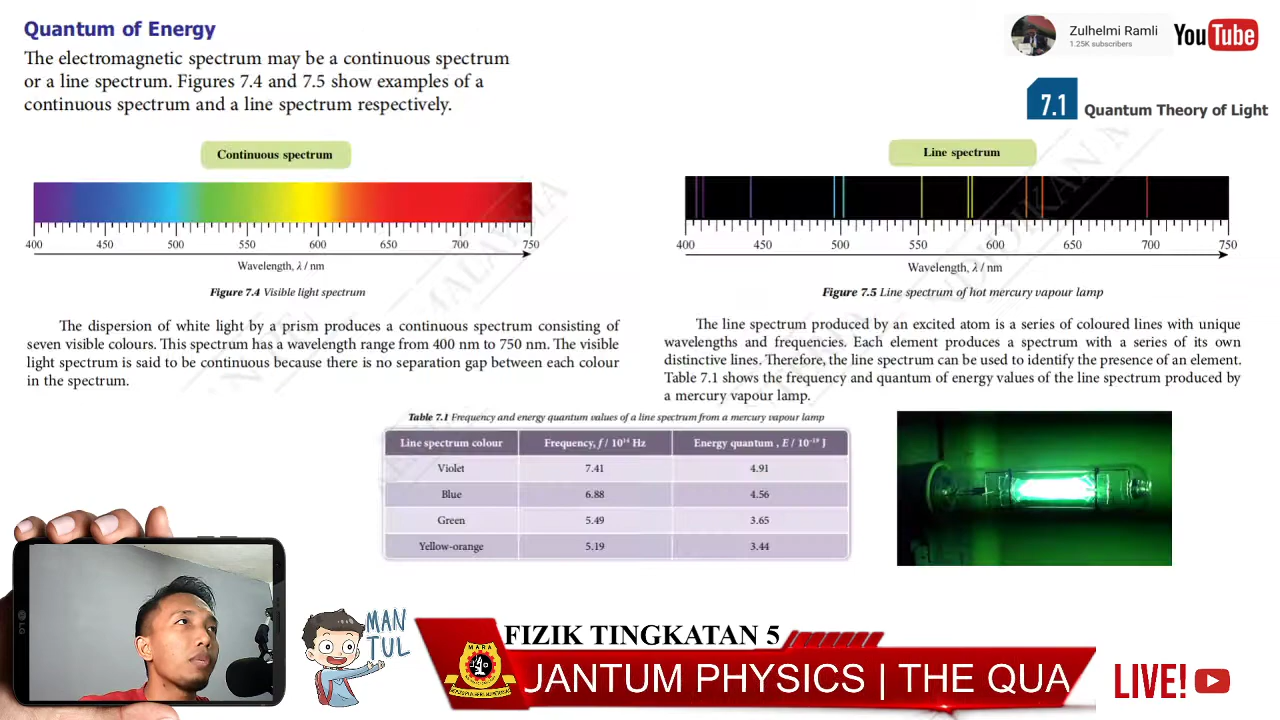 Quantum of Energy
The electromagnetic spectrum may be a continuous spectrum
or a line spectrum. Figures 7.4 and 7.5 show examples of a
continuous spectrum and a line spectrum respectively.
Zulhelmi Ramli
1.25K subscribers
YouTube
7.1
Quantum Theory of Light
Continuous spectrum
400 450 500 550 600 650 700 750
Wavelength, λ / nm
Figure 7.4 Visible light spectrum
Line spectrum
400 450 500 550 600 650 700 750
Wavelength, λ / nm
Figure 7.5 Line spectrum of hot mercury vapour lamp
The dispersion of white light by a prism produces a continuous spectrum consisting of
seven visible colours. This spectrum has a wavelength range from 400 nm to 750 nm. The visible
light spectrum is said to be continuous because there is no separation gap between each colour
in the spectrum.
The line spectrum produced by an excited atom is a series of coloured lines with unique
wavelengths and frequencies. Each element produces a spectrum with a series of its own
distinctive lines. Therefore, the line spectrum can be used to identify the presence of an element.
Table 7.1 shows the frequency and quantum of energy values of the line spectrum produced by
a mercury vapour lamp.
Table 7.1 Frequency and energy quantum values of a line spectrum from a mercury vapour lamp
Line spectrum colour Frequency, f / 10¹⁴ Hz Energy quantum , E / 10⁻¹⁹ J
Violet 7.41 4.91
Blue 6.88 4.56
Green 5.49 3.65
Yellow-orange 5.19 3.44
LG
MAN
TUL
MARA
FIZIK TINGKATAN 5
JANTUM PHYSICS | THE QUA
LIVE!